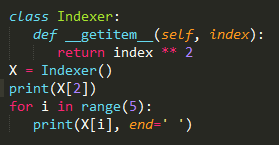 class Indexer:
    def __getitem__(self, index):
        return index ** 2
X = Indexer()
print(X[2])
for i in range(5):
    print(X[i], end=' ')